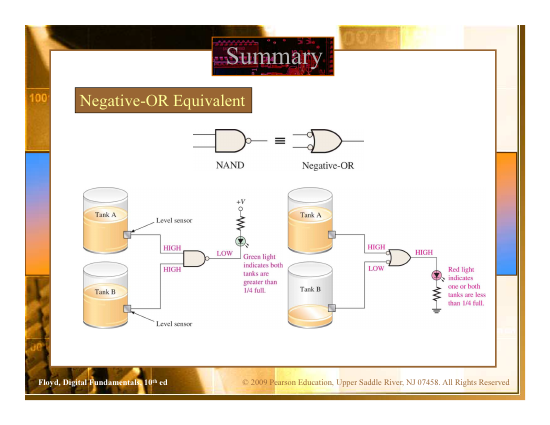 Summary
Negative-OR Equivalent
NAND
Negative-OR
Tank A
Level sensor
HIGH
HIGH
Tank B
Level sensor
+V
LOW
Green light
indicates both
tanks are
greater than
1/4 full.
Tank A
HIGH
LOW
Tank B
HIGH
Red light
indicates
one or both
tanks are less
than 1/4 full.
Floyd, Digital Fundamentals, 10th ed
© 2009 Pearson Education, Upper Saddle River, NJ 07458. All Rights Reserved